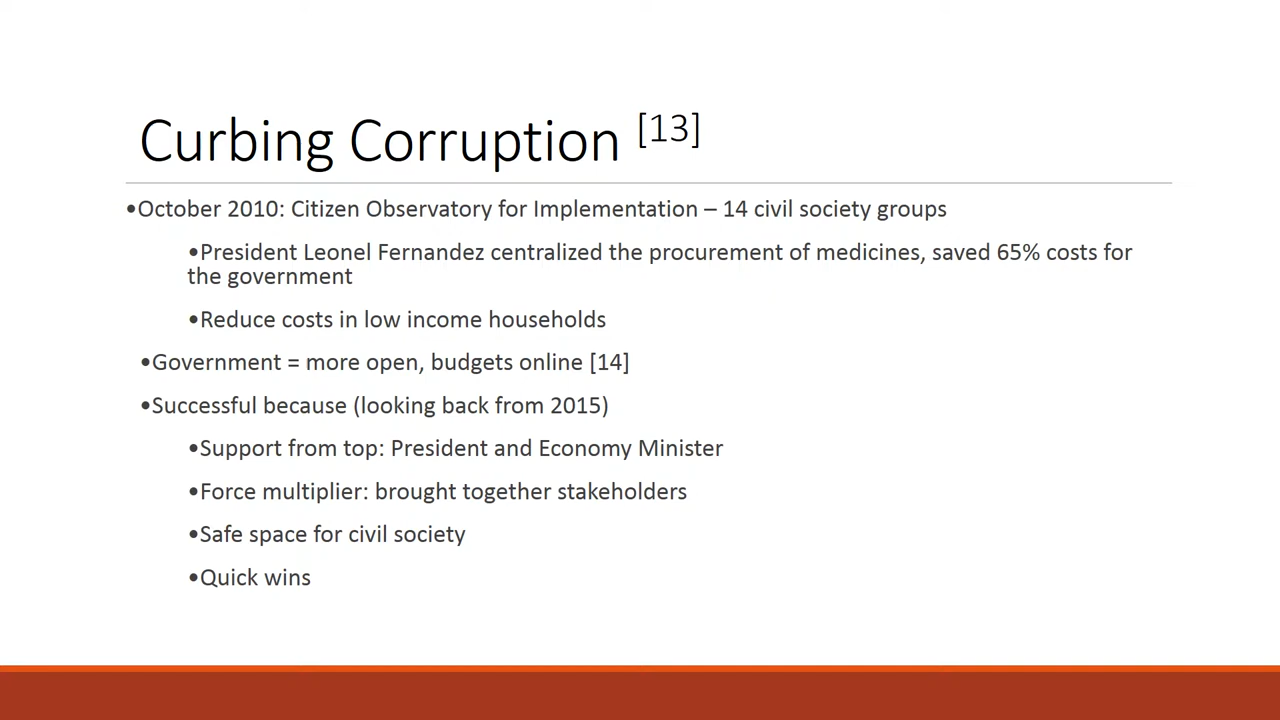 Curbing Corruption [13]
•October 2010: Citizen Observatory for Implementation – 14 civil society groups
•President Leonel Fernandez centralized the procurement of medicines, saved 65% costs for
the government
•Reduce costs in low income households
•Government = more open, budgets online [14]
•Successful because (looking back from 2015)
•Support from top: President and Economy Minister
•Force multiplier: brought together stakeholders
•Safe space for civil society
•Quick wins